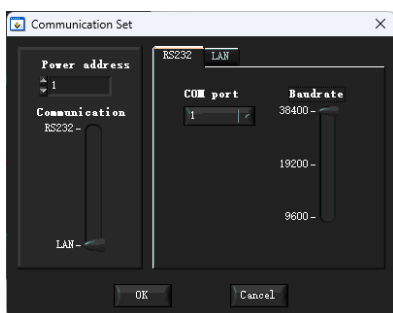 Communication Set
Power address
1
Communication
RS232
LAN
RS232 LAN
COM port
1
Baudrate
38400
19200
9600
OK Cancel